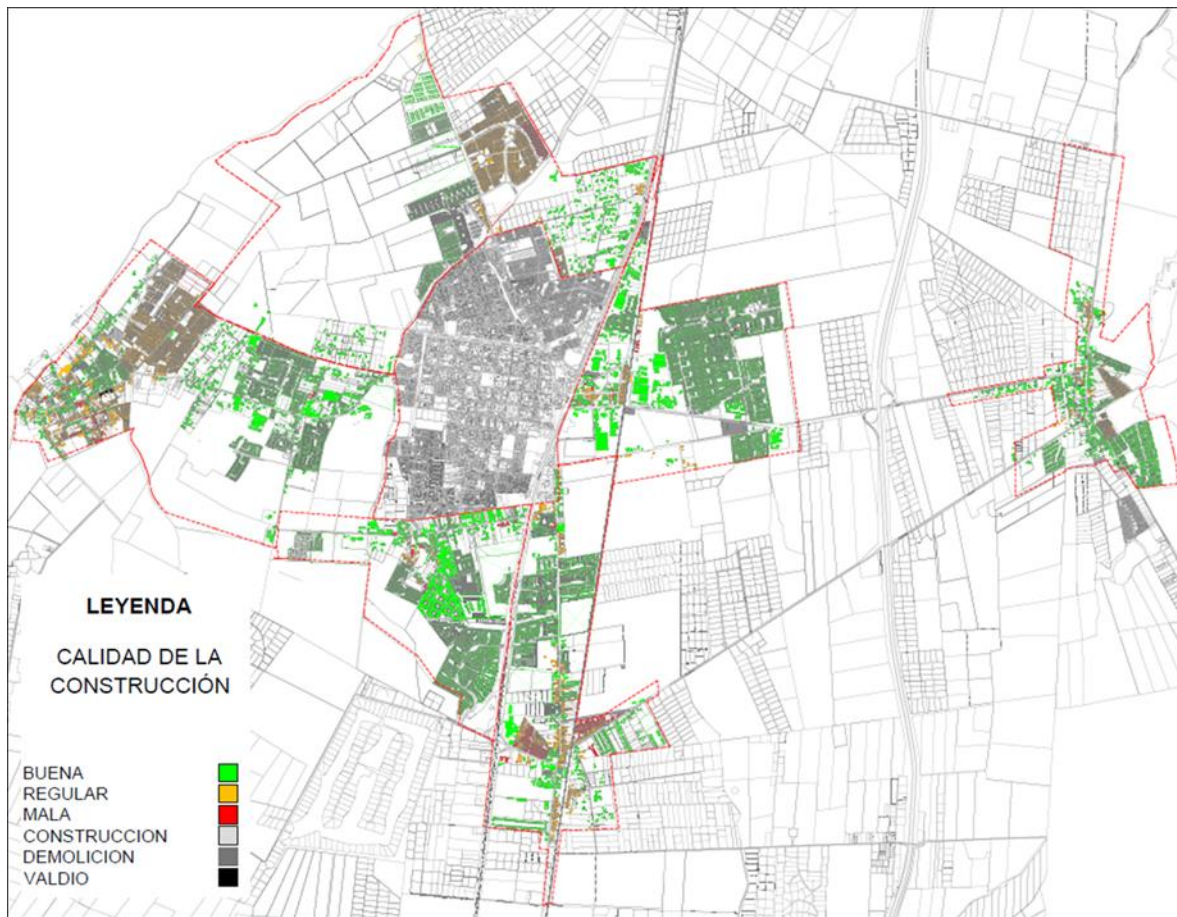 LEYENDA
CALIDAD DE LA
CONSTRUCCIÓN
BUENA
REGULAR
MALA
CONSTRUCCION
DEMOLICION
VALDIO